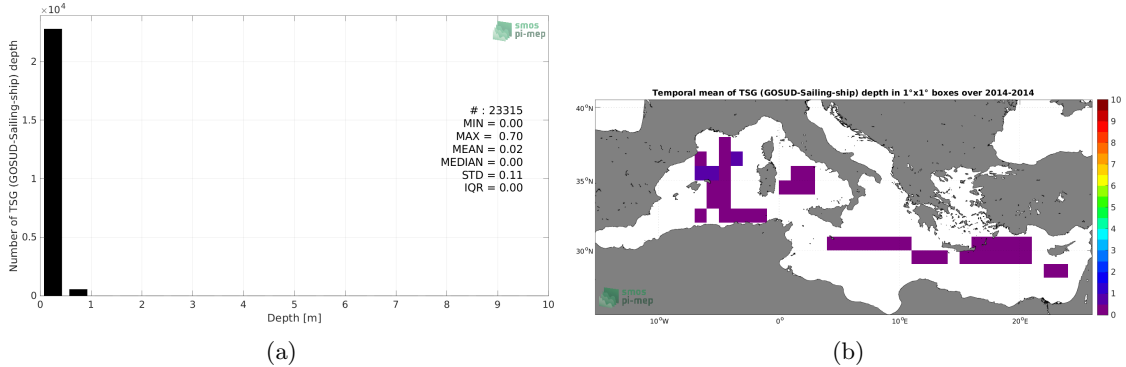 ×10⁴
smos
pi-mep
2
1.5
1
0.5
0
Number of TSG (GOSUD-Sailing-ship) depth
# : 23315
MIN = 0.00
MAX = 0.70
MEAN = 0.02
MEDIAN = 0.00
STD = 0.11
IQR = 0.00
0 1 2 3 4 5 6 7 8 9 10
Depth [m]
(a)
Temporal mean of TSG (GOSUD-Sailing-ship) depth in 1°x1° boxes over 2014-2014
40°N
35°N
30°N
smos
pi-mep
10°W 0° 10°E 20°E
10
9
8
7
6
5
4
3
2
1
0
(b)